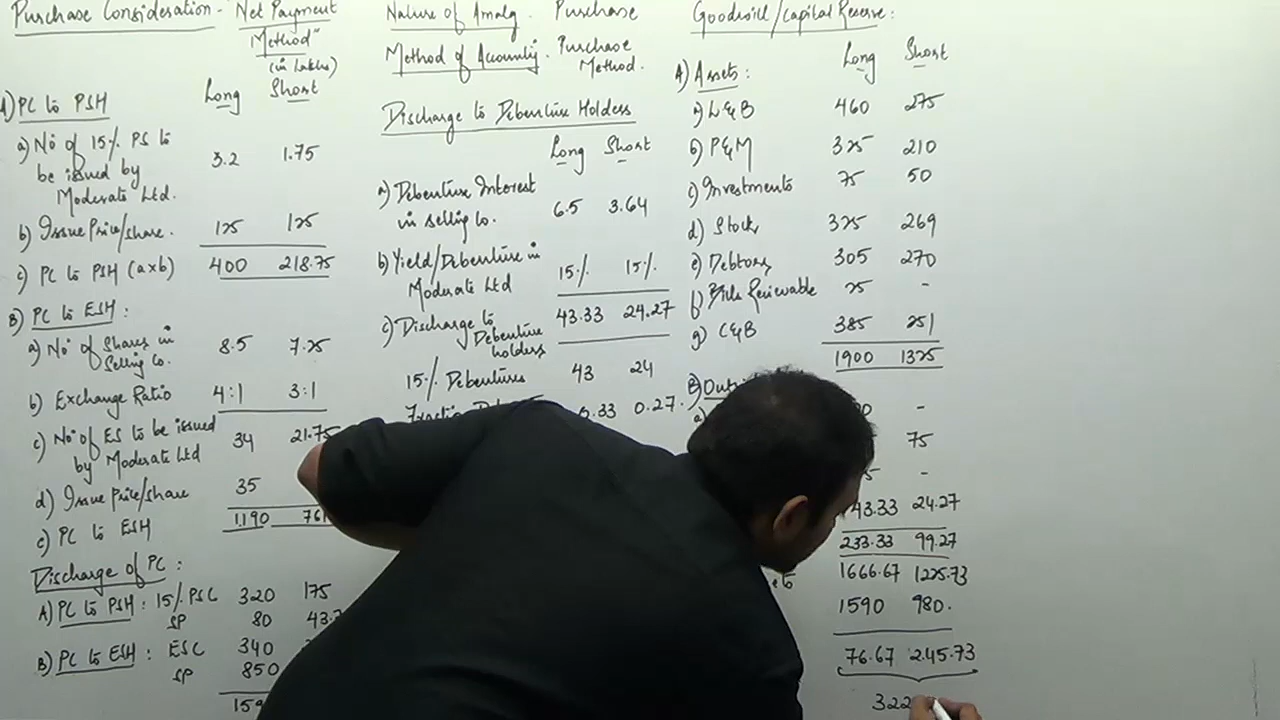 Purchase Consideration - "Net Payment
Method"
(in lakhs)
Long Short
A) PC to PSH
a) No of 15% PS to
be issued by
Moderate Ltd.
3.2 1.75
b) Issue Price/share. 125 125
c) PC to PSH (axb) 400 218.75
B) PC to ESH :
a) No of Shares in
Selling Co.
8.5 7.25
b) Exchange Ratio 4:1 3:1
c) No of ES to be issued
by Moderate Ltd
34 21.75
d) Issue Price/share 35
e) PC to ESH 1,190 761
Discharge of PC :
A) PC to PSH : 15% PSC 320 175
SP 80 43.7
B) PC to ESH : ESC 340
SP 850
159
Nature of Amalg. Purchase
Method of Accounting. Purchase
Method.
Discharge to Debenture Holders
Long Short
a) Debenture Interest
in selling Co.
6.5 3.64
b) Yield/Debenture in
Moderate Ltd
15% 15%
c) Discharge to
Debenture
holders
43.33 24.27
15% Debentures 43 24
0.33 0.27.
Goodwill/Capital Reserve :
Long Short
A) Assets :
a) L&B 460 275
b) P&M 325 210
c) Investments 75 50
d) Stock 325 269
e) Debtors 305 270
f) Bills Receivable 25 -
g) C&B 385 251
1900 1325
B)
a) -
75
-
43.33 24.27
233.33 99.27
1666.67 1225.73
1590 980.
76.67 245.73
322